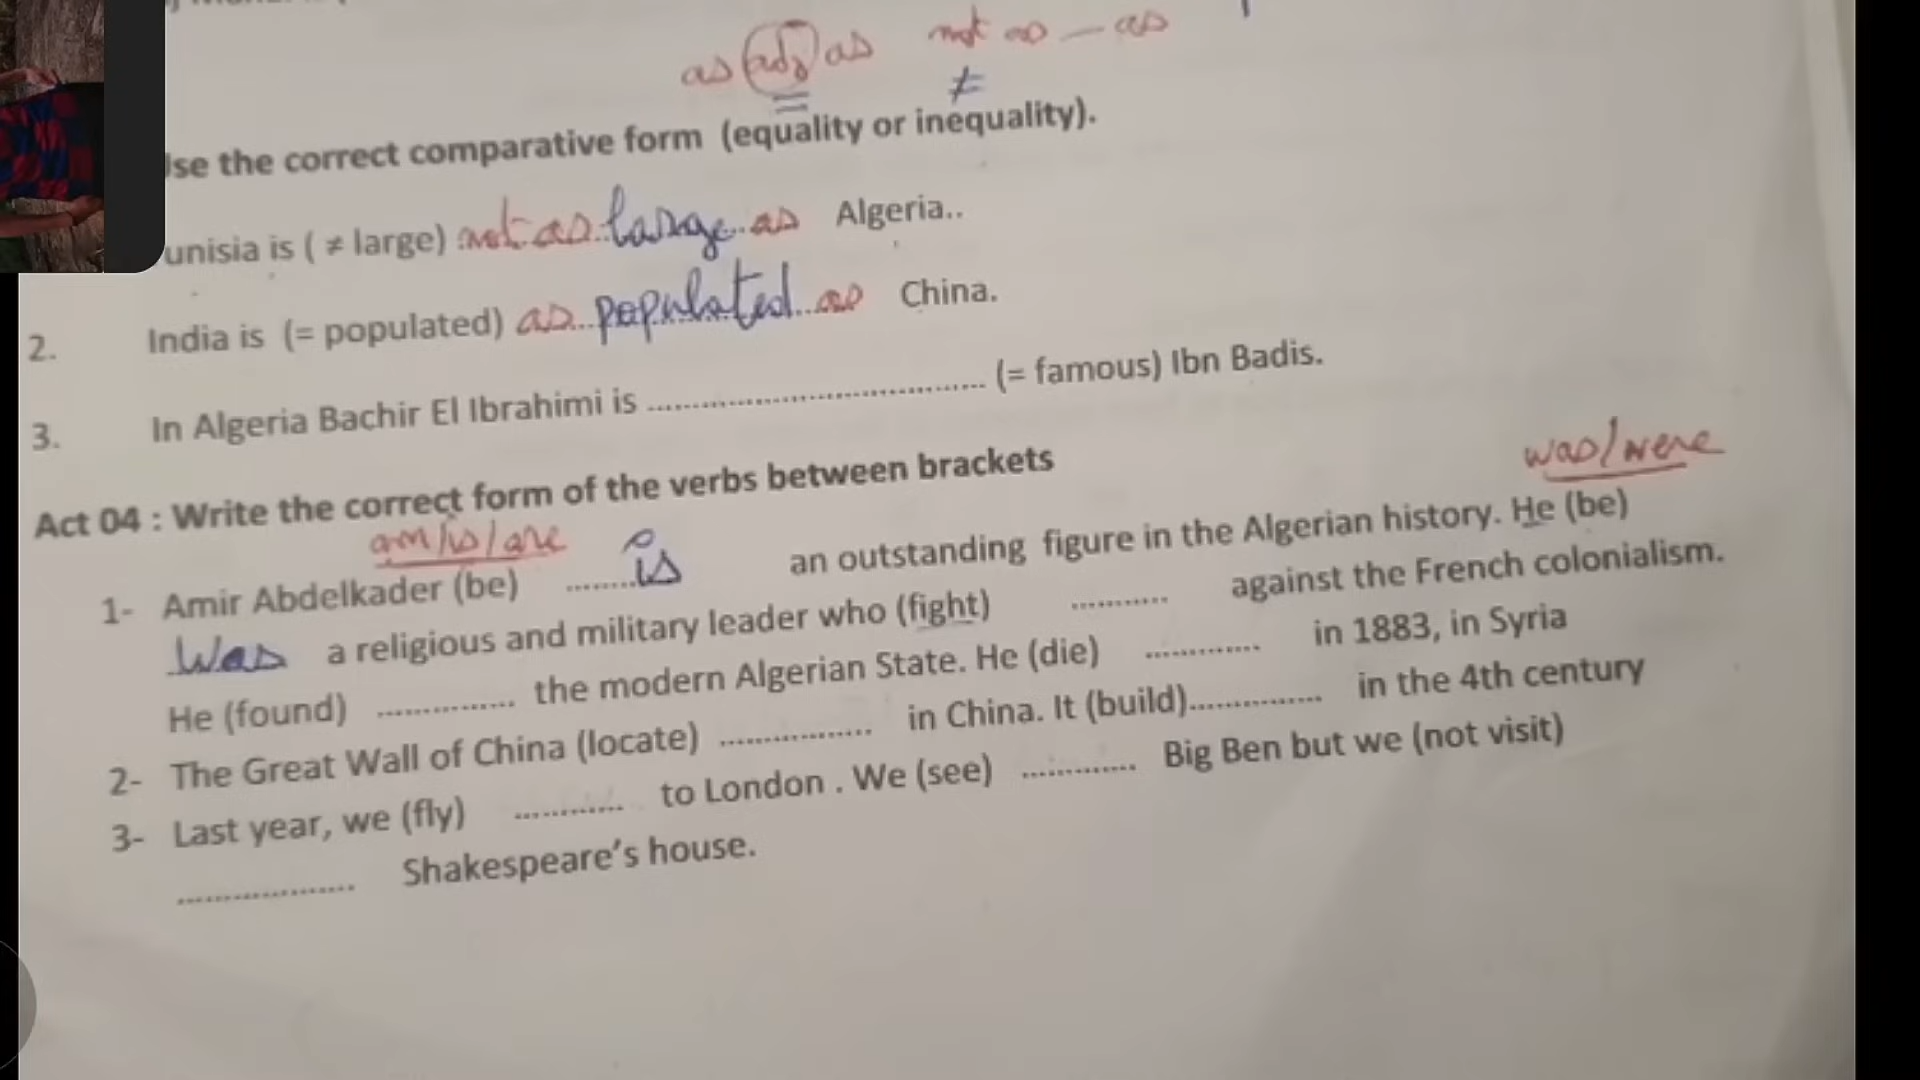 as (adj) as not as — as
= ≠
se the correct comparative form (equality or inequality).
unisia is ( ≠ large) not as large as Algeria..
2. India is (= populated) as populated as China.
3. In Algeria Bachir El Ibrahimi is .................................... (= famous) Ibn Badis.
was/were
Act 04 : Write the correct form of the verbs between brackets
am/is/are
1- Amir Abdelkader (be) ........is an outstanding figure in the Algerian history. He (be)
Was a religious and military leader who (fight) ........... against the French colonialism.
He (found) ............... the modern Algerian State. He (die) ............. in 1883, in Syria
2- The Great Wall of China (locate) ................. in China. It (build)............... in the 4th century
3- Last year, we (fly) ............ to London . We (see) ............. Big Ben but we (not visit)
.................... Shakespeare's house.